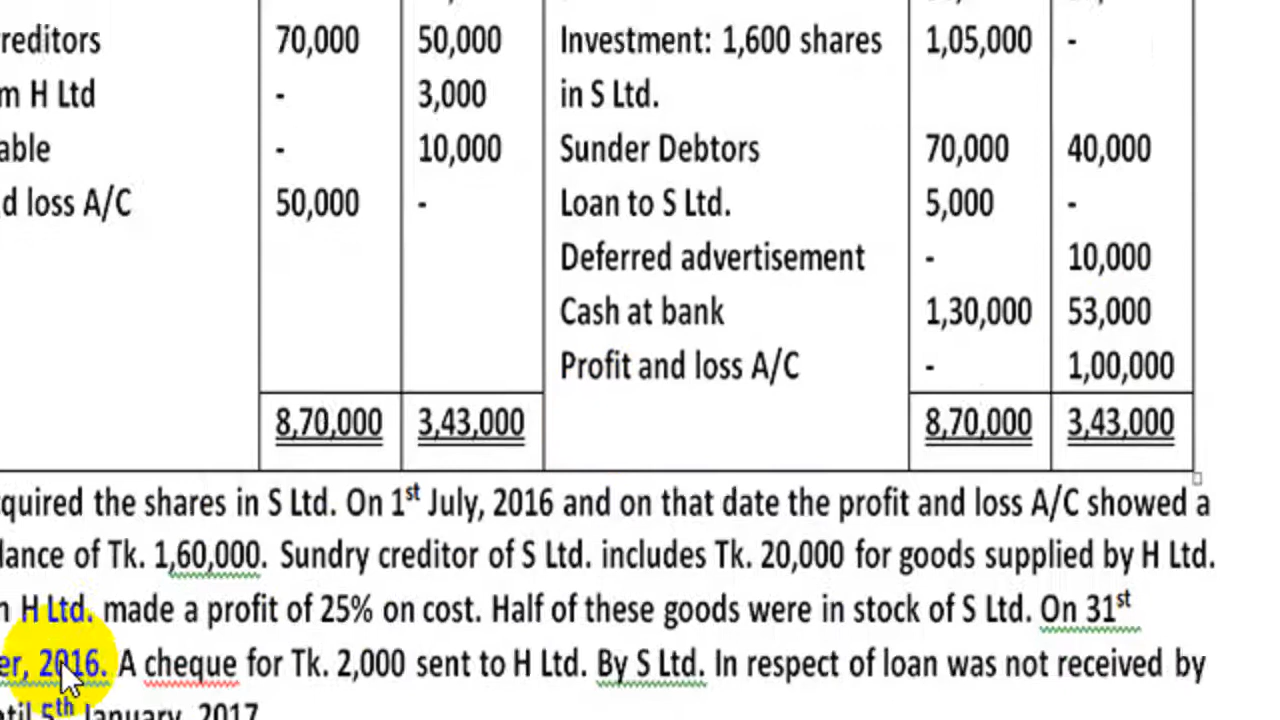 reditors 70,000 50,000 Investment: 1,600 shares 1,05,000 -
m H Ltd - 3,000 in S Ltd.
able - 10,000 Sunder Debtors 70,000 40,000
d loss A/C 50,000 - Loan to S Ltd. 5,000 -
Deferred advertisement - 10,000
Cash at bank 1,30,000 53,000
Profit and loss A/C - 1,00,000
8,70,000 3,43,000 8,70,000 3,43,000
quired the shares in S Ltd. On 1st July, 2016 and on that date the profit and loss A/C showed a
lance of Tk. 1,60,000. Sundry creditor of S Ltd. includes Tk. 20,000 for goods supplied by H Ltd.
H Ltd. made a profit of 25% on cost. Half of these goods were in stock of S Ltd. On 31st
er, 2016. A cheque for Tk. 2,000 sent to H Ltd. By S Ltd. In respect of loan was not received by
til 5th January, 2017